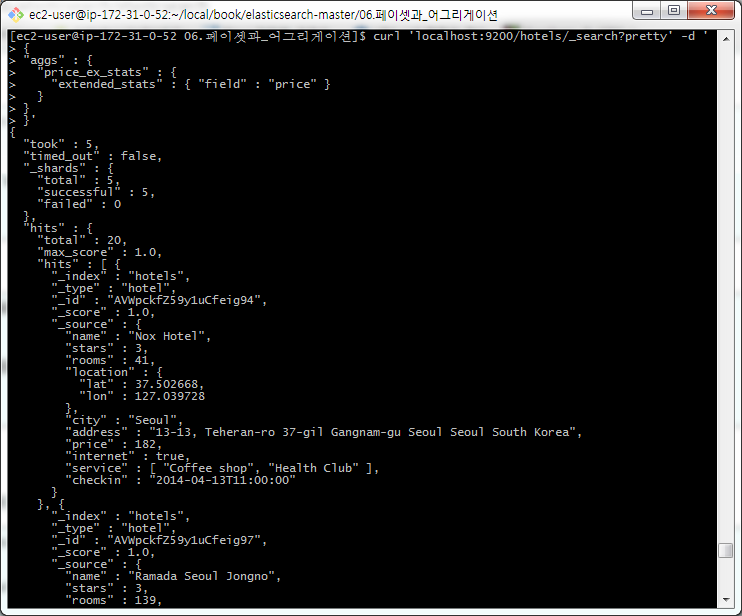 ec2-user@ip-172-31-0-52:~/local/book/elasticsearch-master/06.페이셋과_어그리게이션
[ec2-user@ip-172-31-0-52 06.페이셋과_어그리게이션]$ curl 'localhost:9200/hotels/_search?pretty' -d '
> {
> "aggs" : {
>   "price_ex_stats" : {
>     "extended_stats" : { "field" : "price" }
>   }
> }
> }'
{
  "took" : 5,
  "timed_out" : false,
  "_shards" : {
    "total" : 5,
    "successful" : 5,
    "failed" : 0
  },
  "hits" : {
    "total" : 20,
    "max_score" : 1.0,
    "hits" : [ {
      "_index" : "hotels",
      "_type" : "hotel",
      "_id" : "AVWpckfZ59y1uCfeig94",
      "_score" : 1.0,
      "_source" : {
        "name" : "Nox Hotel",
        "stars" : 3,
        "rooms" : 41,
        "location" : {
          "lat" : 37.502668,
          "lon" : 127.039728
        },
        "city" : "Seoul",
        "address" : "13-13, Teheran-ro 37-gil Gangnam-gu Seoul Seoul South Korea",
        "price" : 182,
        "internet" : true,
        "service" : [ "Coffee shop", "Health Club" ],
        "checkin" : "2014-04-13T11:00:00"
      }
    }, {
      "_index" : "hotels",
      "_type" : "hotel",
      "_id" : "AVWpckfZ59y1uCfeig97",
      "_score" : 1.0,
      "_source" : {
        "name" : "Ramada Seoul Jongno",
        "stars" : 3,
        "rooms" : 139,